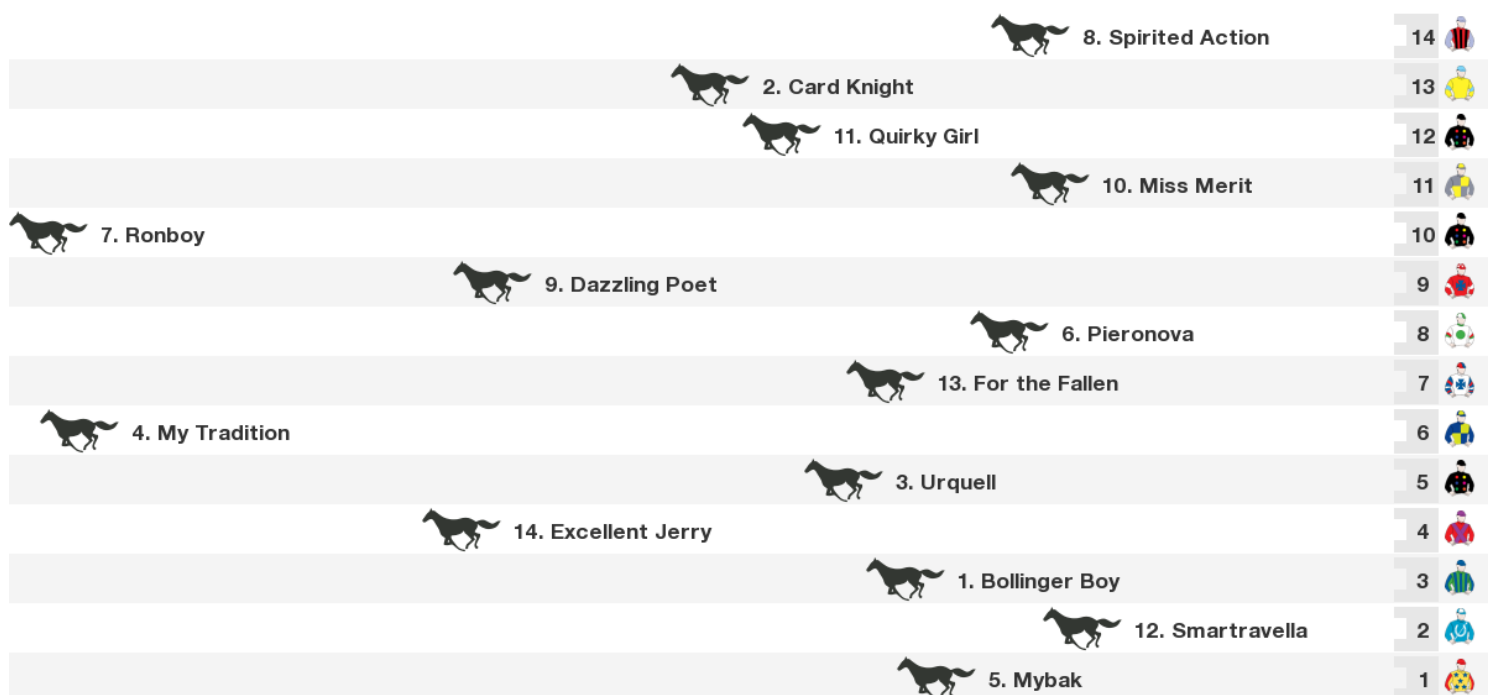 8. Spirited Action 14
2. Card Knight 13
11. Quirky Girl 12
10. Miss Merit 11
7. Ronboy 10
9. Dazzling Poet 9
6. Pieronova 8
13. For the Fallen 7
4. My Tradition 6
3. Urquell 5
14. Excellent Jerry 4
1. Bollinger Boy 3
12. Smartravella 2
5. Mybak 1